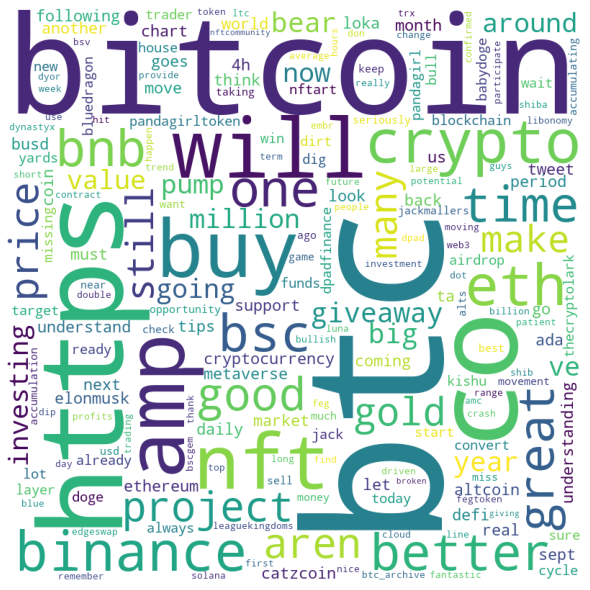 following
trader
token
ltc
bear
loka
month
trx
nftcommunity
average
hours
don
change
confirmed
bitcoin
another
world
chart
bsv
dyor
week
new
house
goes
use
move
bluedragon
pandagirltoken
4h
think
taking
hit
now
nftart
around
bull
pandagirl
keep
really
babydoge
participate
wait
shiba
accumulating
dynastyx
busd
yards
bnb
will
win
term
embr
seriously
dirt
dig
crypto
blockchain
us
tweet
libonomy
happen
trend
short
contract
value
missingcoin
pump
one
look
future
want
many
large
potential
guys
people
back
period
jackmallers
moving
airdrop
web3
time
price
must
still
million
buy
ago
game
funds
dpadfinance
dpad
investment
ta
dot
alts
billion
go
patient
make
thecryptolark
target
near
double
https
going
support
tips
opportunity
check
bullish
luna
giveaway
big
btc
eth
ada
ve
understand
ready
bsc
cryptocurrency
metaverse
coming
kishu
shib
movement
best
co
investing
accumulation
next
elonmusk
amp
profits
dip
usd
trading
good
feg
much
market
daily
jack
gold
start
range
amc
crash
convert
year
great
understanding
lot
already
day
bscgem
thank
nft
top
sell
long
find
driven
broken
let
today
miss
altcoin
layer
blue
doge
ethereum
project
money
fegtoken
defi
real
giving
sure
edgeswap
always
leaguekingdoms
aren
cloud
line
sept
cycle
binance
remember
solana
first
catzcoin
nice
btc_archive
better
fantastic
provide